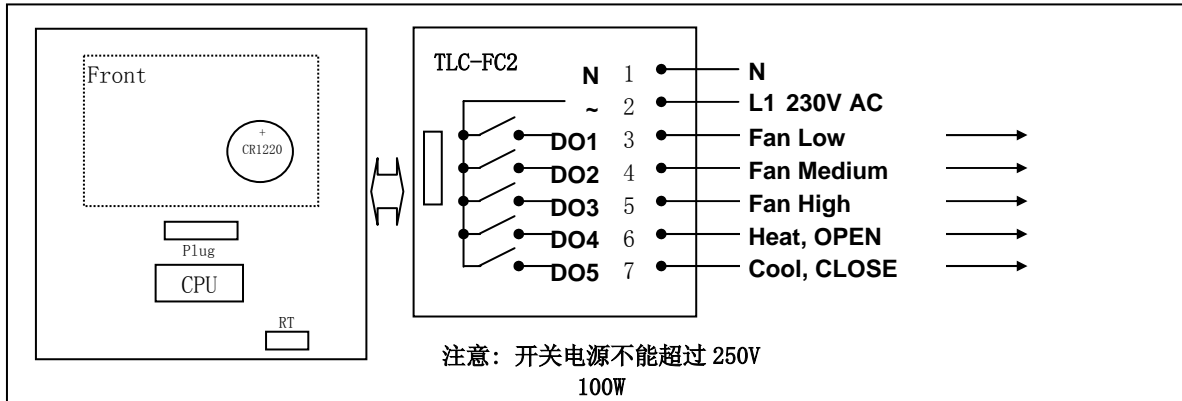 Front
+
CR1220
Plug
CPU
RT
TLC-FC2
N 1 N
~ 2 L1 230V AC
DO1 3 Fan Low
DO2 4 Fan Medium
DO3 5 Fan High
DO4 6 Heat, OPEN
DO5 7 Cool, CLOSE
注意: 开关电源不能超过 250V
100W